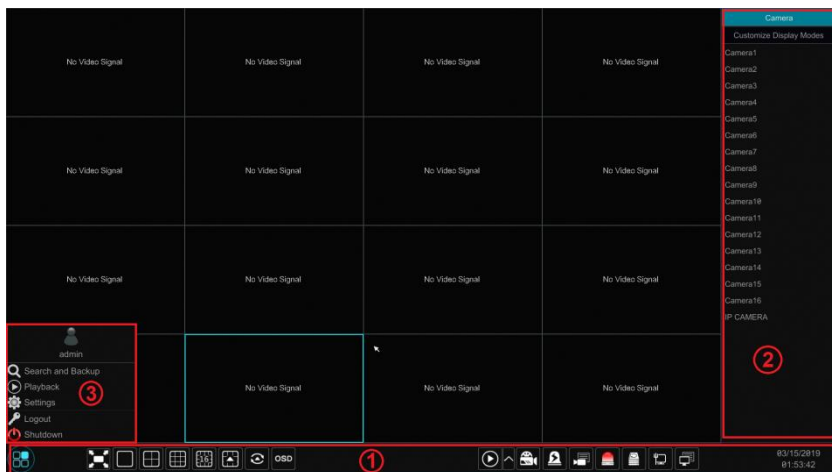 Camera
Customize Display Modes
No Video Signal No Video Signal No Video Signal No Video Signal
Camera1
Camera2
Camera3
Camera4
Camera5
Camera6
Camera7
No Video Signal No Video Signal No Video Signal No Video Signal
Camera8
Camera9
Camera10
Camera11
Camera12
Camera13
Camera14
No Video Signal No Video Signal No Video Signal
Camera15
Camera16
IP CAMERA
admin
Search and Backup
Playback
Settings
Logout
Shutdown
3
No Video Signal No Video Signal No Video Signal
2
16
OSD
1
03/15/2019
01:53:42